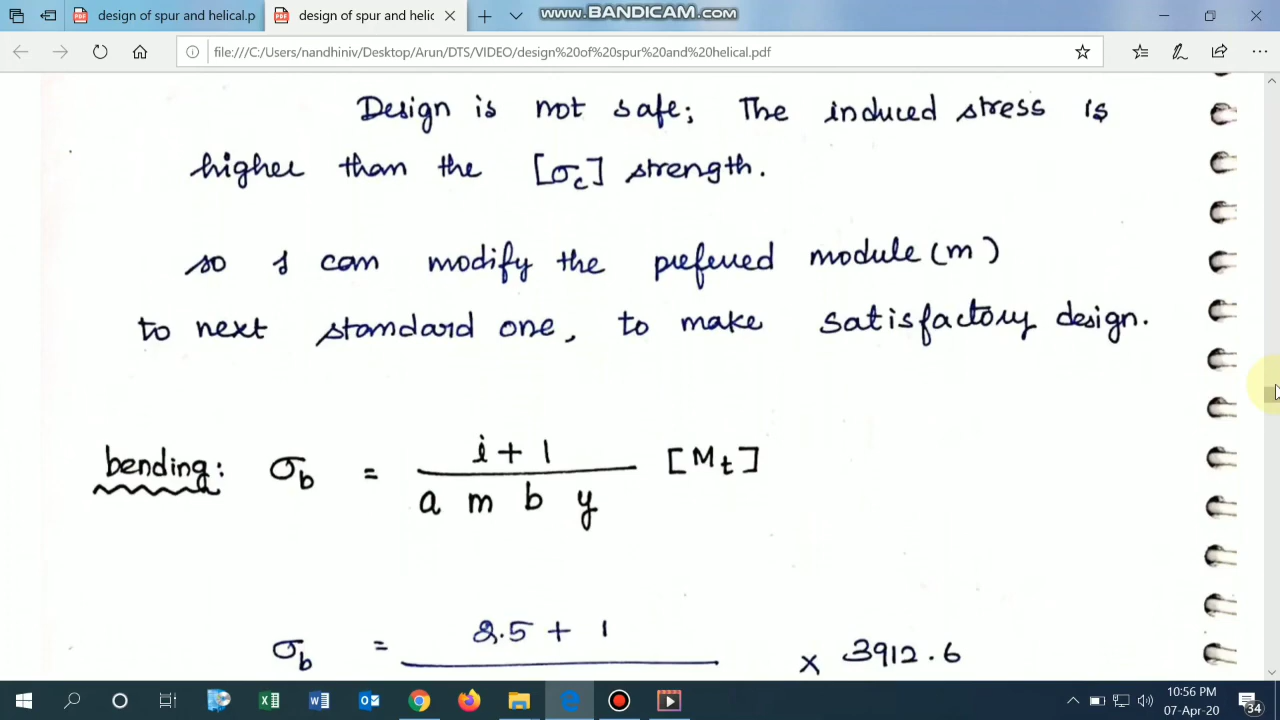 design of spur and helical.p
design of spur and helic
www.BANDICAM.com
file:///C:/Users/nandhiniv/Desktop/Arun/DTS/VIDEO/design%20of%20spur%20and%20helical.pdf
Design is not safe; The induced stress is
higher than the [σc] strength.
so I can modify the preferred module (m)
to next standard one, to make satisfactory design.
bending: σb = i + 1 / a m b y [Mt]
σb = 2.5 + 1 / × 3912.6
10:56 PM
07-Apr-20
34